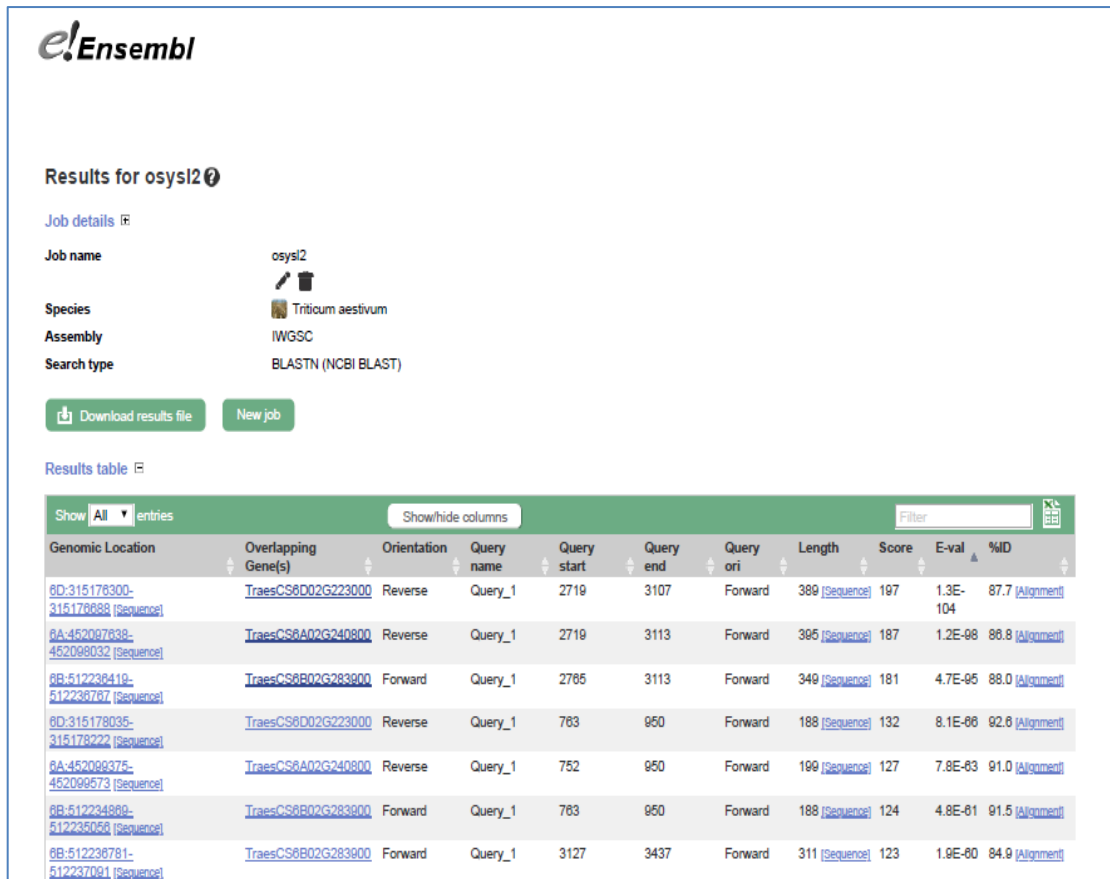 e!Ensembl
Results for osysl2?
Job details
Job name osysl2
Species Triticum aestivum
Assembly IWGSC
Search type BLASTN (NCBI BLAST)
Download results file New job
Results table
Show All entries Show/hide columns Filter
Genomic Location Overlapping Orientation Query Query Query Query Length Score E-val %ID
Gene(s) name start end ori
6D:315176300- TraesCS6D02G223000 Reverse Query_1 2719 3107 Forward 389 [Sequence] 197 1.3E- 87.7 [Alignment]
315176688 [Sequence] 104
6A:452097638- TraesCS6A02G240800 Reverse Query_1 2719 3113 Forward 395 [Sequence] 187 1.2E-98 86.8 [Alignment]
452098032 [Sequence]
6B:512236419- TraesCS6B02G283900 Forward Query_1 2765 3113 Forward 349 [Sequence] 181 4.7E-95 88.0 [Alignment]
512236767 [Sequence]
6D:315178035- TraesCS6D02G223000 Reverse Query_1 763 950 Forward 188 [Sequence] 132 8.1E-66 92.6 [Alignment]
315178222 [Sequence]
6A:452099375- TraesCS6A02G240800 Reverse Query_1 752 950 Forward 199 [Sequence] 127 7.8E-63 91.0 [Alignment]
452099573 [Sequence]
6B:512234869- TraesCS6B02G283900 Forward Query_1 763 950 Forward 188 [Sequence] 124 4.8E-61 91.5 [Alignment]
512235056 [Sequence]
6B:512236781- TraesCS6B02G283900 Forward Query_1 3127 3437 Forward 311 [Sequence] 123 1.9E-60 84.9 [Alignment]
512237091 [Sequence]